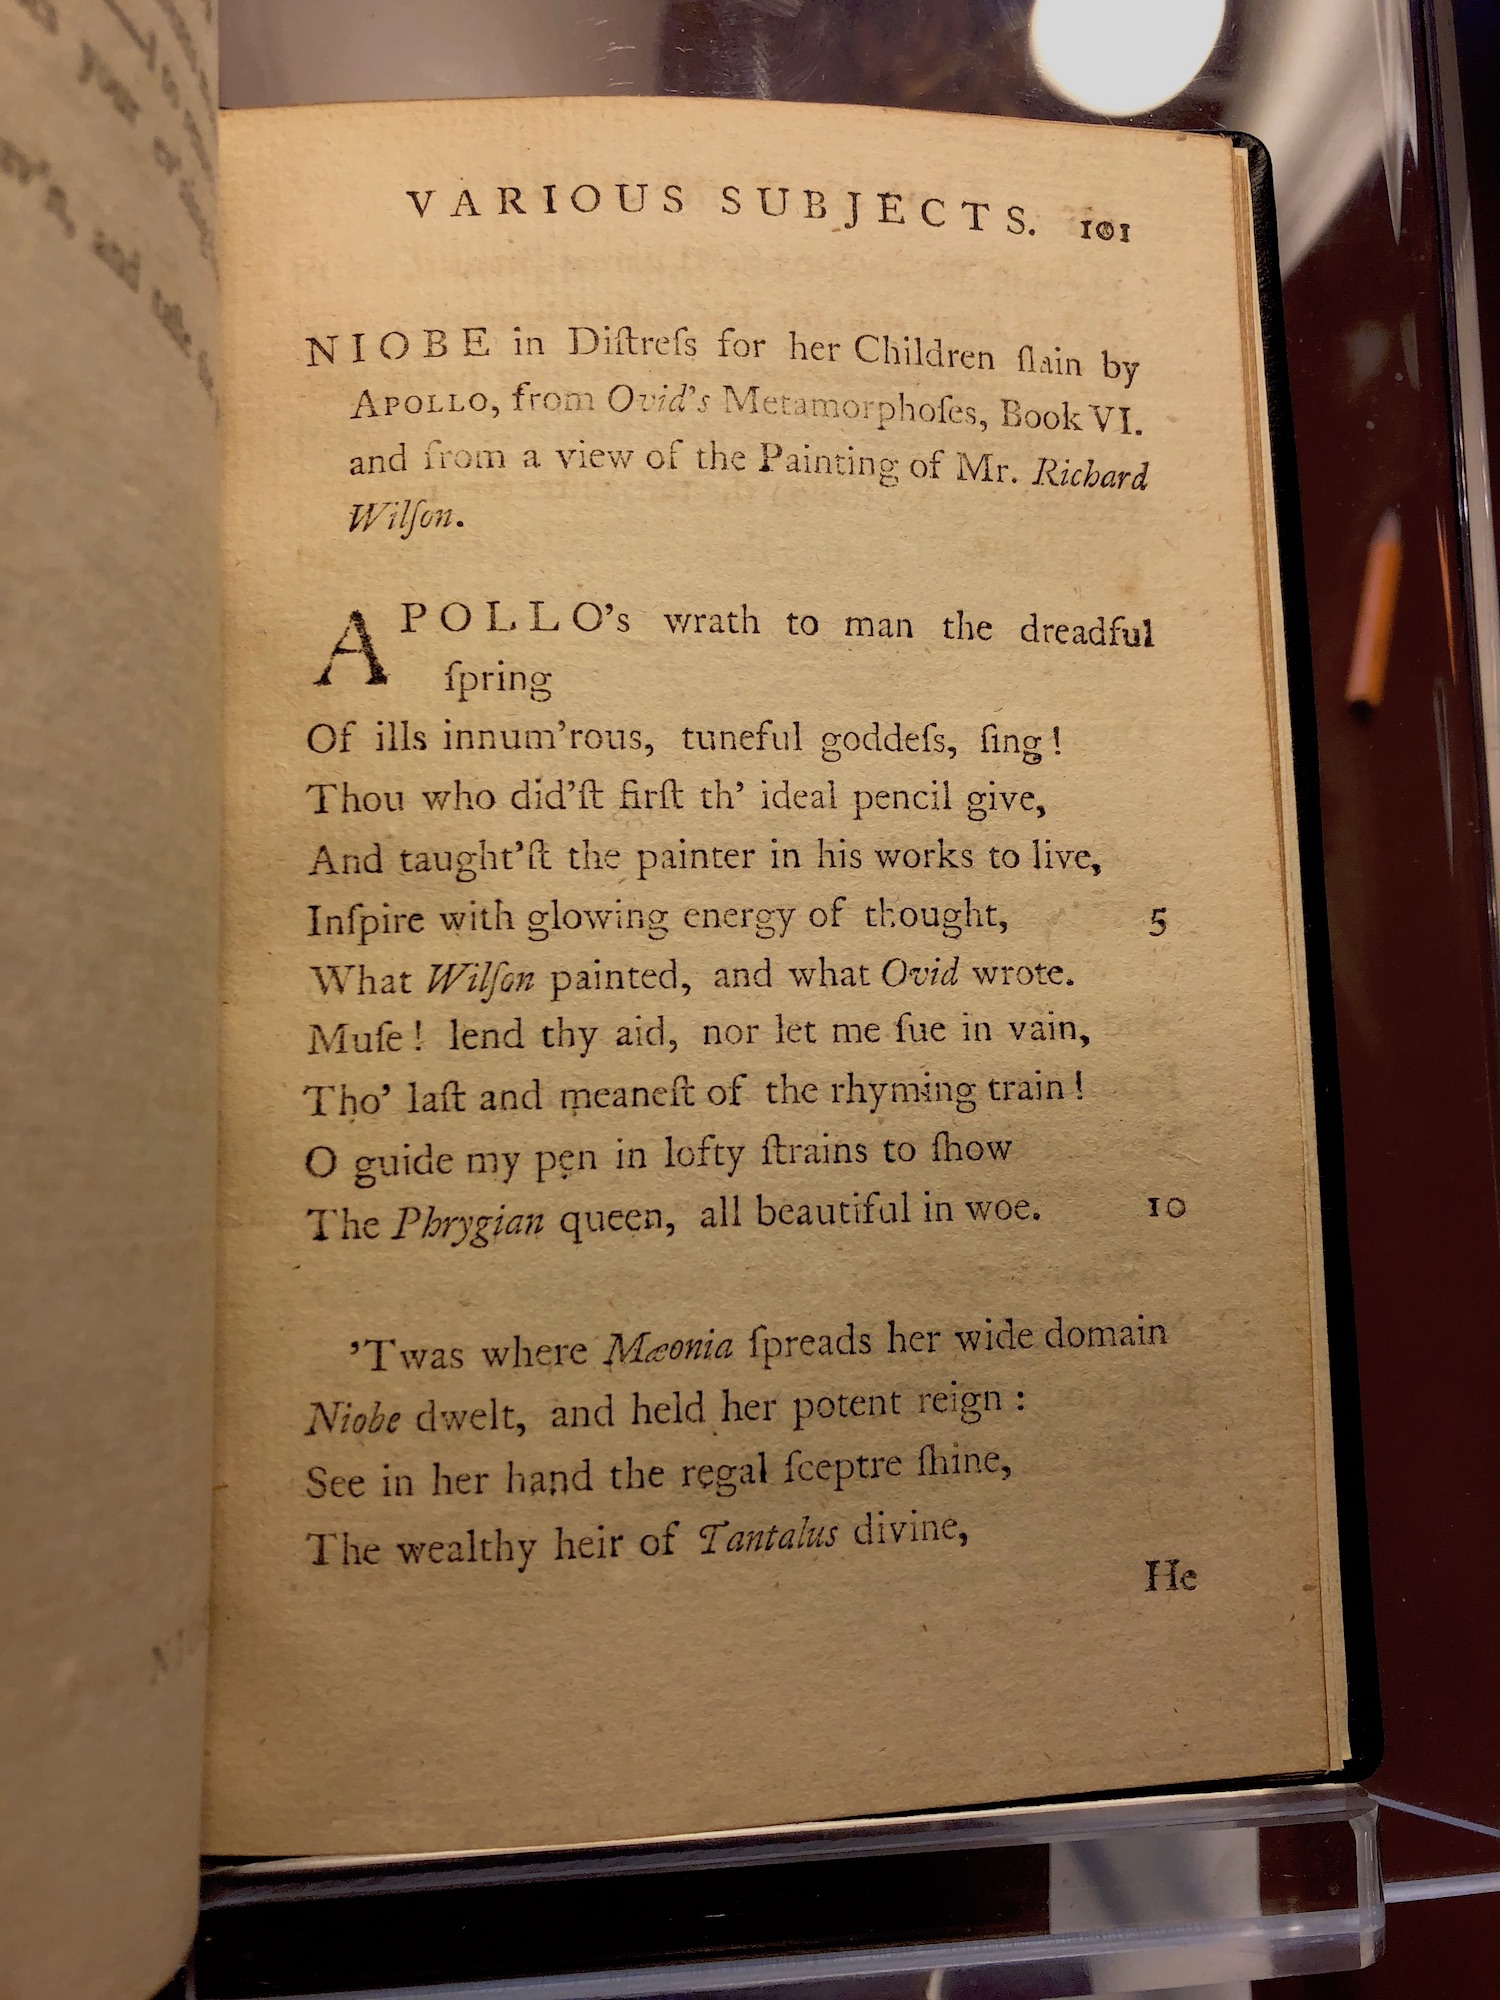 VARIOUS SUBJECTS. 101
NIOBE in Diſtreſs for her Children ſlain by
APOLLO, from Ovid's Metamorphoſes, Book VI.
and from a view of the Painting of Mr. Richard
Wilſon.
APOLLO's wrath to man the dreadful
ſpring
Of ills innum'rous, tuneful goddeſs, ſing!
Thou who did'ſt firſt th' ideal pencil give,
And taught'ſt the painter in his works to live,
Inſpire with glowing energy of thought, 5
What Wilſon painted, and what Ovid wrote.
Muſe! lend thy aid, nor let me ſue in vain,
Tho' laſt and meaneſt of the rhyming train!
O guide my pen in lofty ſtrains to ſhow
The Phrygian queen, all beautiful in woe. 10
'Twas where Mæonia ſpreads her wide domain
Niobe dwelt, and held her potent reign:
See in her hand the regal ſceptre ſhine,
The wealthy heir of Tantalus divine,
He